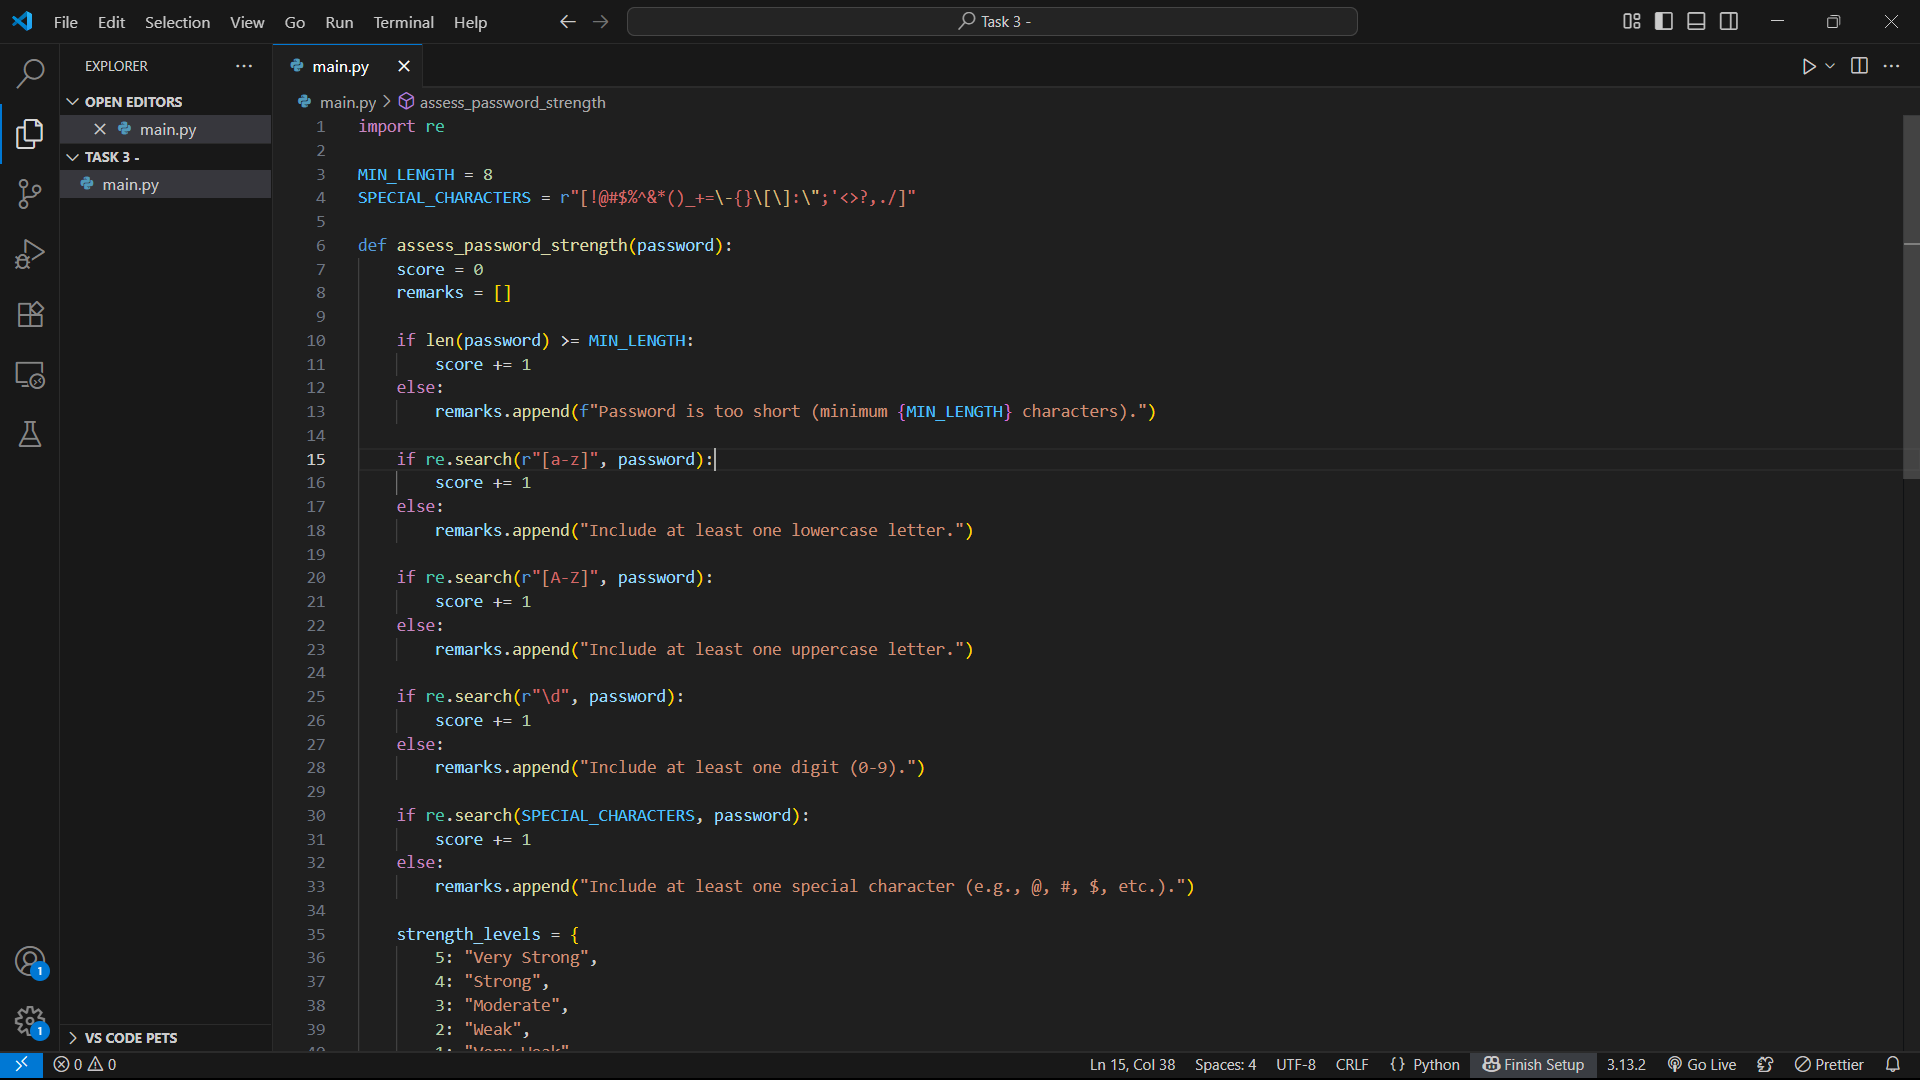 File Edit Selection View Go Run Terminal Help
Task 3 -
EXPLORER
OPEN EDITORS
main.py
TASK 3 -
main.py
VS CODE PETS
main.py
main.py > assess_password_strength
1 import re
2
3 MIN_LENGTH = 8
4 SPECIAL_CHARACTERS = r"[!@#$%^&*()_+=\-{}\[\]:\";'<>?,./]"
5
6 def assess_password_strength(password):
7     score = 0
8     remarks = []
9
10     if len(password) >= MIN_LENGTH:
11         score += 1
12     else:
13         remarks.append(f"Password is too short (minimum {MIN_LENGTH} characters).")
14
15     if re.search(r"[a-z]", password):
16         score += 1
17     else:
18         remarks.append("Include at least one lowercase letter.")
19
20     if re.search(r"[A-Z]", password):
21         score += 1
22     else:
23         remarks.append("Include at least one uppercase letter.")
24
25     if re.search(r"\d", password):
26         score += 1
27     else:
28         remarks.append("Include at least one digit (0-9).")
29
30     if re.search(SPECIAL_CHARACTERS, password):
31         score += 1
32     else:
33         remarks.append("Include at least one special character (e.g., @, #, $, etc.).")
34
35     strength_levels = {
36         5: "Very Strong",
37         4: "Strong",
38         3: "Moderate",
39         2: "Weak",
40         1: "Very Weak"
1
1
0 0 Ln 15, Col 38 Spaces: 4 UTF-8 CRLF {} Python Finish Setup 3.13.2 Go Live Prettier